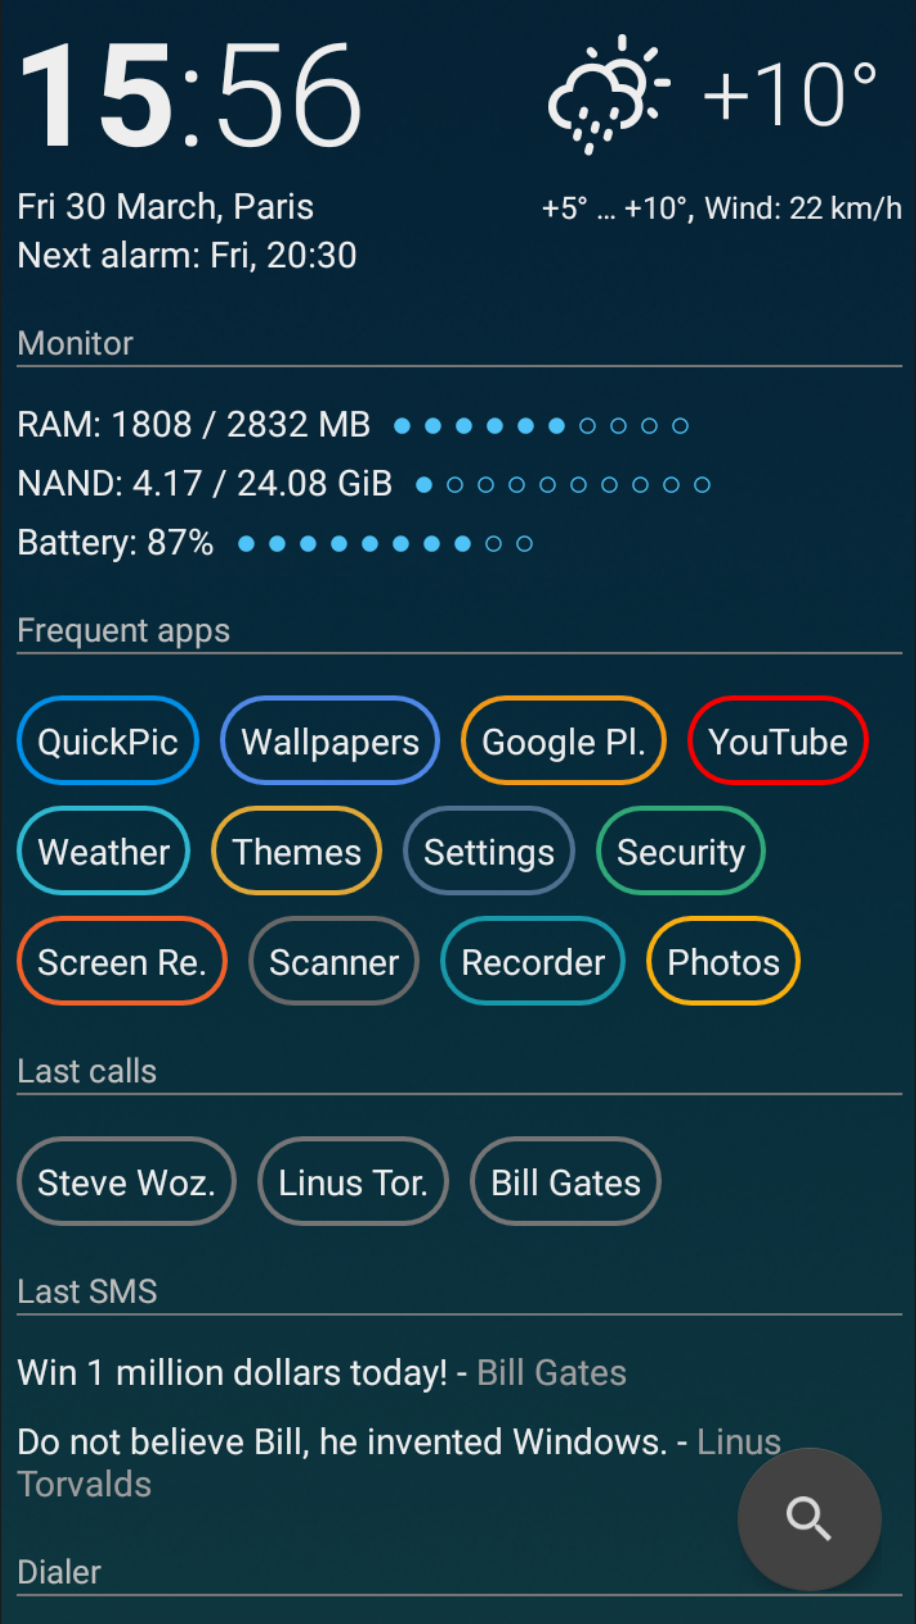 15:56
+10°
Fri 30 March, Paris
+5° ... +10°, Wind: 22 km/h
Next alarm: Fri, 20:30
Monitor
RAM: 1808 / 2832 MB
NAND: 4.17 / 24.08 GiB
Battery: 87%
Frequent apps
QuickPic Wallpapers Google Pl. YouTube
Weather Themes Settings Security
Screen Re. Scanner Recorder Photos
Last calls
Steve Woz. Linus Tor. Bill Gates
Last SMS
Win 1 million dollars today! - Bill Gates
Do not believe Bill, he invented Windows. - Linus
Torvalds
Dialer